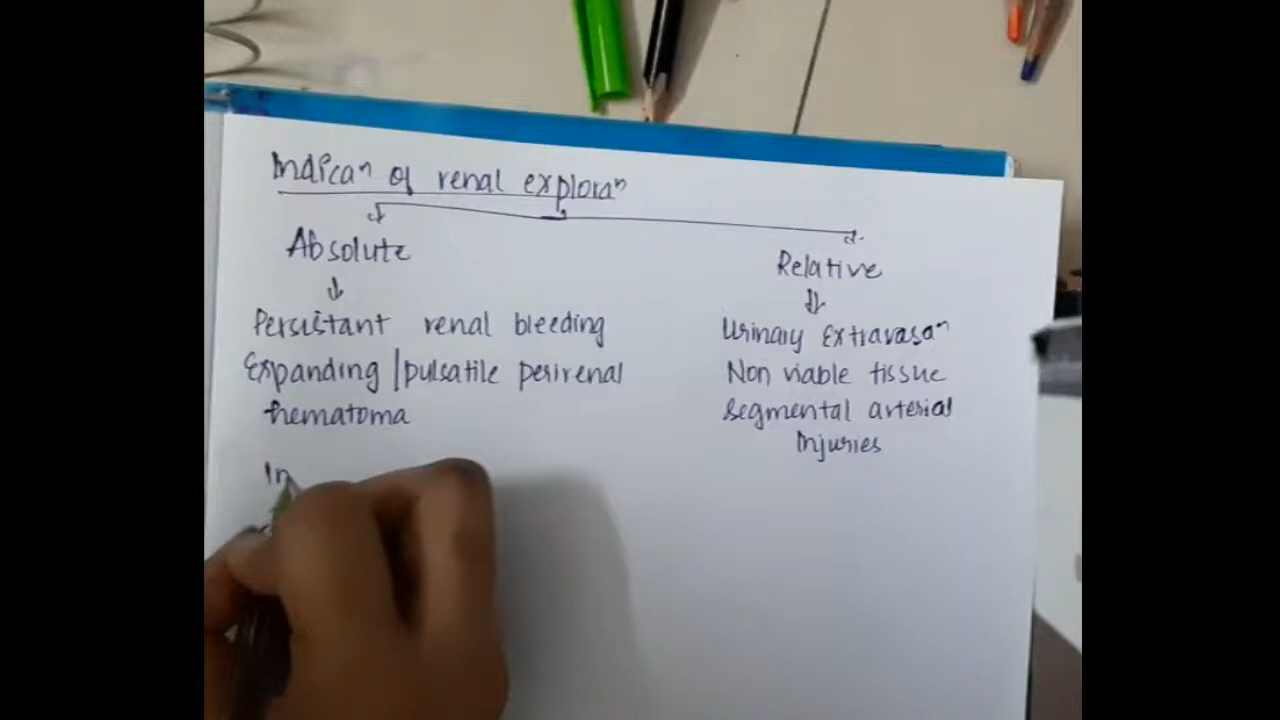 Indicaⁿ of renal exploraⁿ
Absolute
Persistant renal bleeding
Expanding/pulsatile perirenal
hematoma
In
Relative
Urinary Extravasaⁿ
Non viable tissue
segmental arterial
Injuries